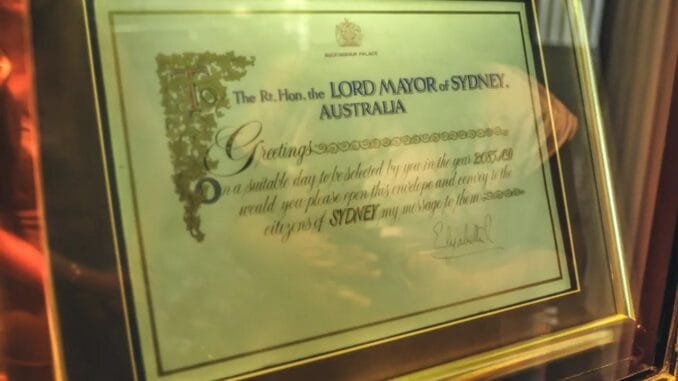 BUCKINGHAM PALACE
To The Rt. Hon. the LORD MAYOR of SYDNEY.
AUSTRALIA
Greetings
On a suitable day to be selected by you in the year 2085 A.D
would you please open this envelope and convey to the
citizens of SYDNEY my message to them
Elizabeth R